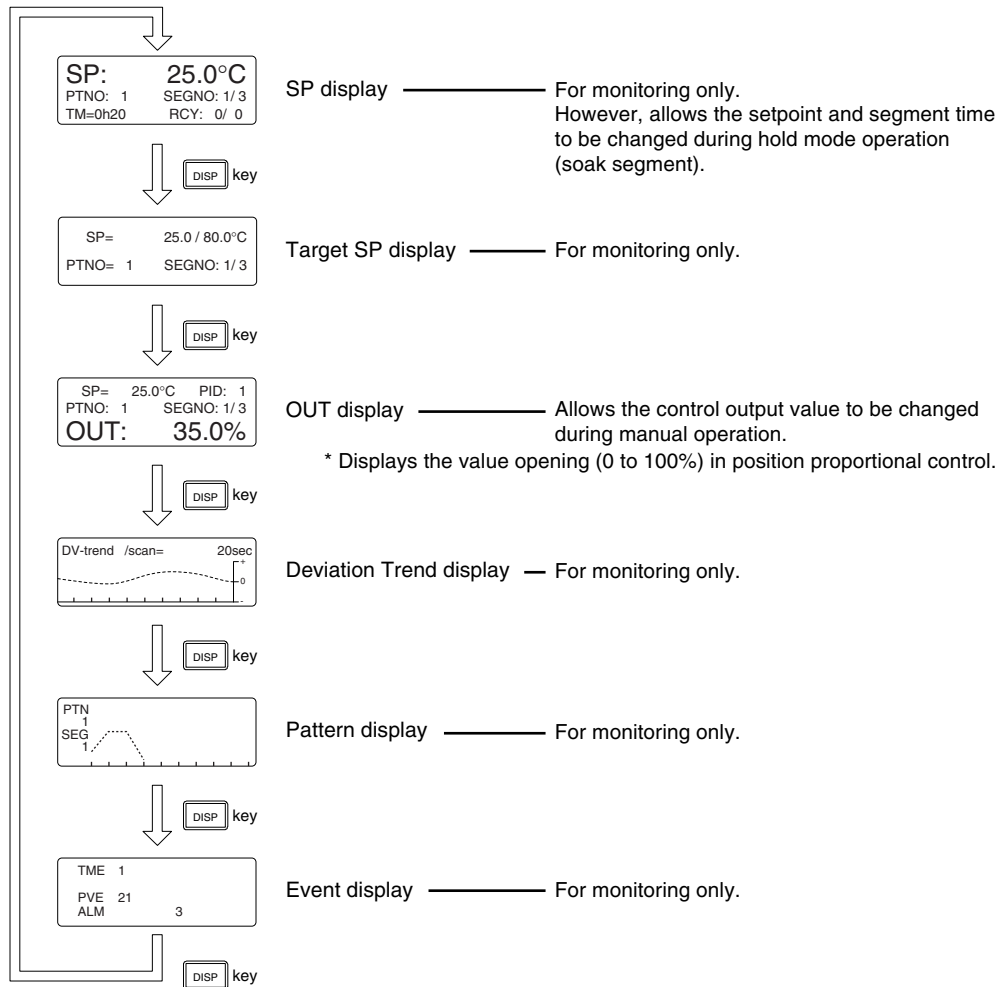 SP: 25.0°C
PTNO: 1 SEGNO: 1/ 3
TM=0h20 RCY: 0/ 0
SP display
For monitoring only.
However, allows the setpoint and segment time
to be changed during hold mode operation
(soak segment).
DISP key
SP= 25.0 / 80.0°C
PTNO= 1 SEGNO: 1/ 3
Target SP display
For monitoring only.
DISP key
SP= 25.0°C PID: 1
PTNO: 1 SEGNO: 1/ 3
OUT: 35.0%
OUT display
Allows the control output value to be changed
during manual operation.
* Displays the value opening (0 to 100%) in position proportional control.
DISP key
DV-trend /scan= 20sec
+
0
-
Deviation Trend display
For monitoring only.
DISP key
PTN
1
SEG
1
Pattern display
For monitoring only.
DISP key
TME 1
PVE 21
ALM 3
Event display
For monitoring only.
DISP key